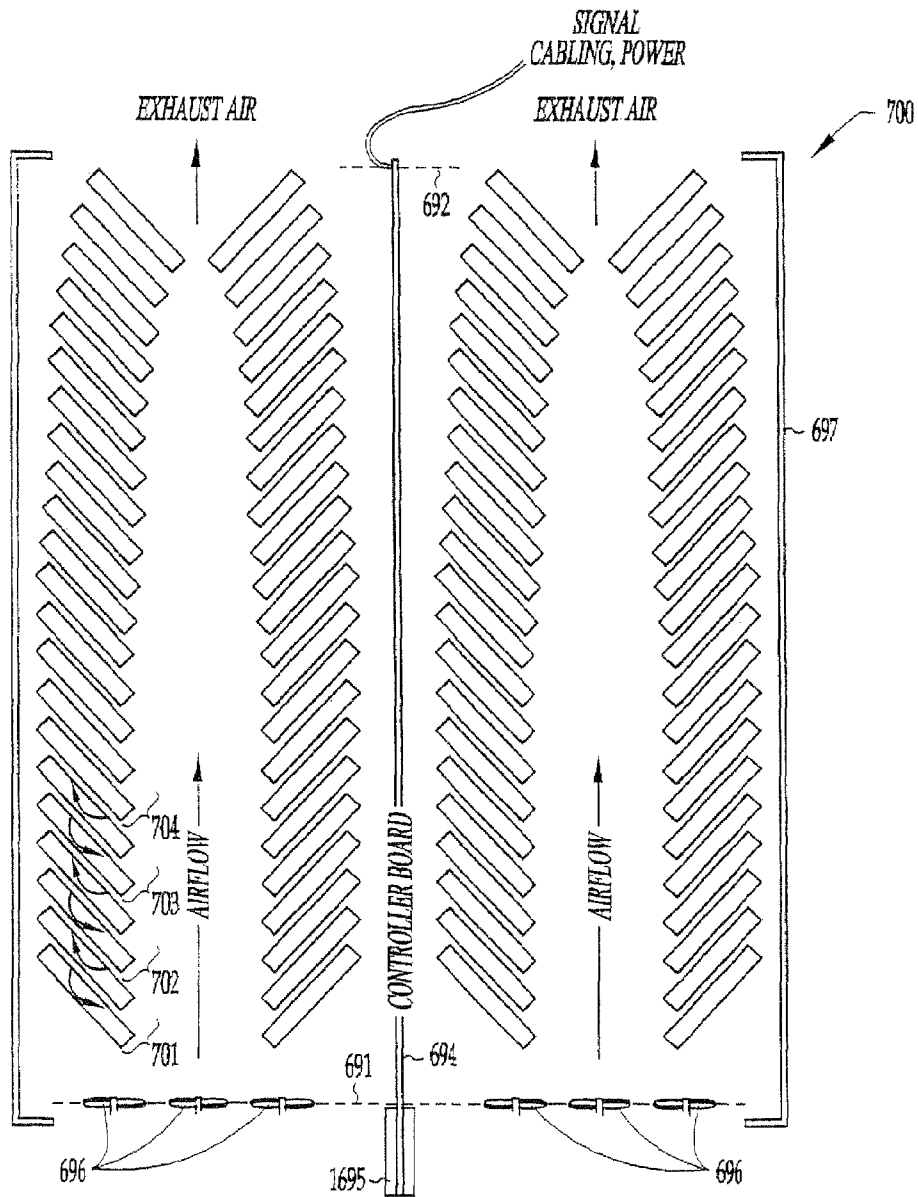 SIGNAL
CABLING, POWER
EXHAUST AIR
EXHAUST AIR
700
692
697
704
703
702
701
AIRFLOW
CONTROLLER BOARD
AIRFLOW
694
691
696
1695
696